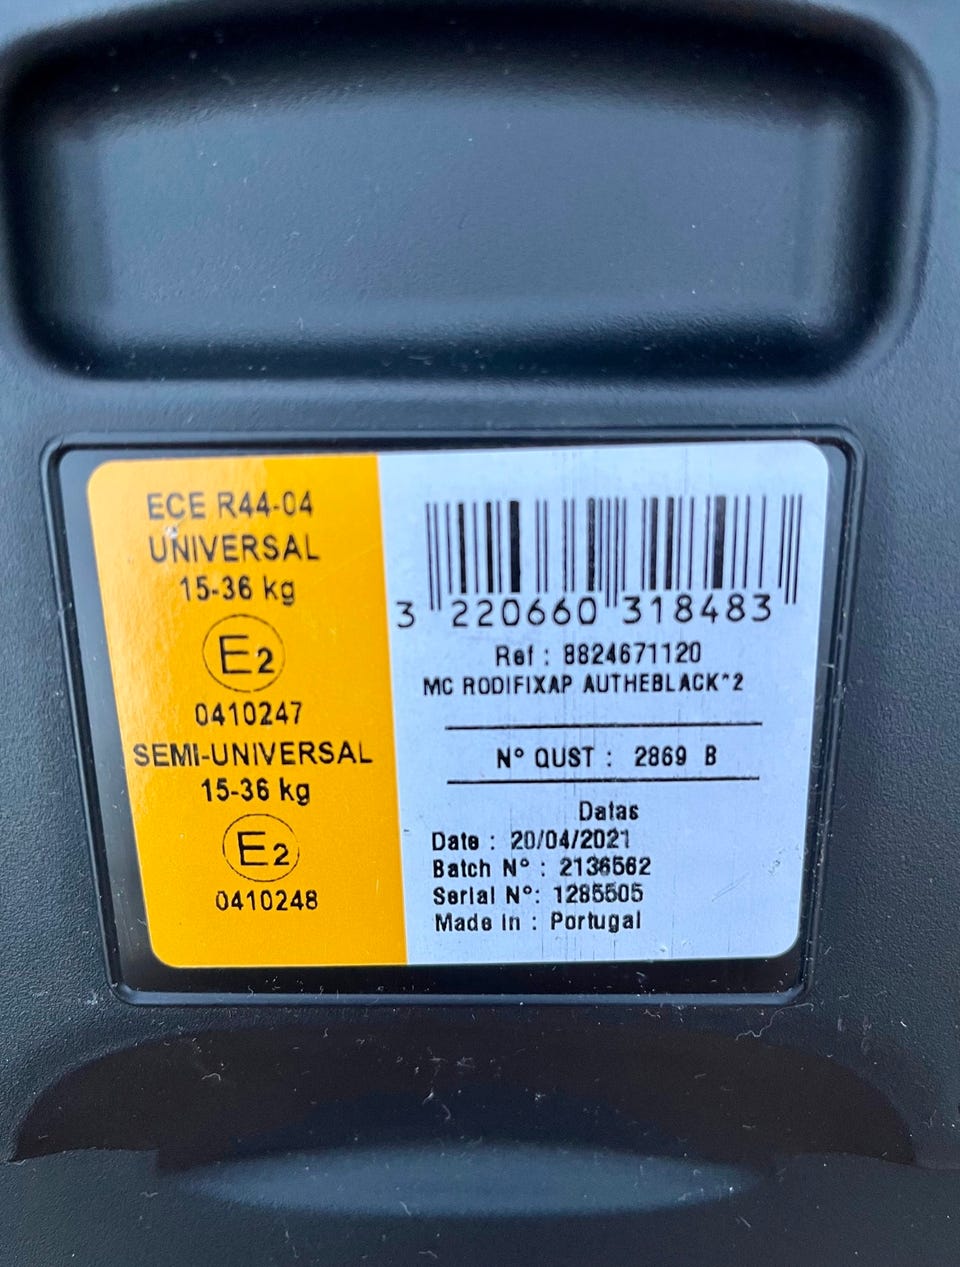 ECE R44-04
UNIVERSAL
15-36 kg
E2
0410247
SEMI-UNIVERSAL
15-36 kg
E2
0410248
3 220660 318483
Ref : 8824671120
MC RODIFIXAP AUTHEBLACK*2
N° QUST : 2869 B
Datas
Date : 20/04/2021
Batch N° : 2136562
Serial N°: 1285505
Made In : Portugal